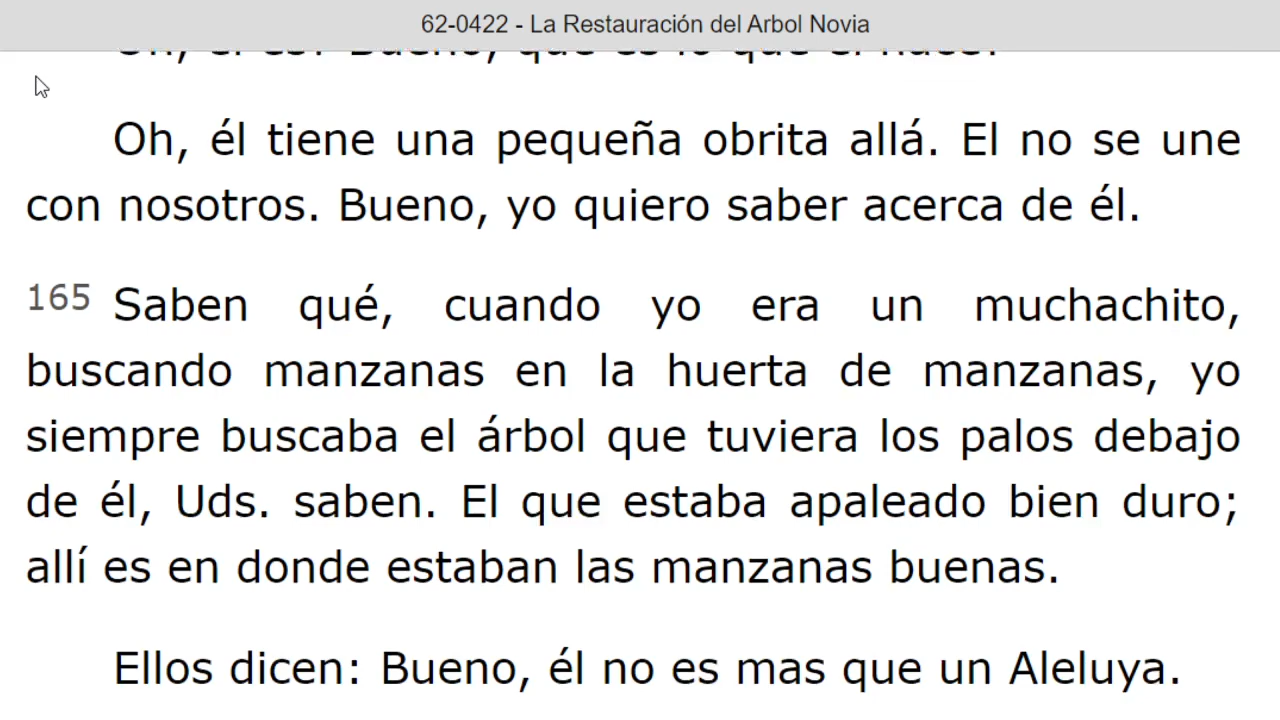 62-0422 - La Restauración del Arbol Novia
Oh, él tiene una pequeña obrita allá. El no se une
con nosotros. Bueno, yo quiero saber acerca de él.
165 Saben qué, cuando yo era un muchachito,
buscando manzanas en la huerta de manzanas, yo
siempre buscaba el árbol que tuviera los palos debajo
de él, Uds. saben. El que estaba apaleado bien duro;
allí es en donde estaban las manzanas buenas.
Ellos dicen: Bueno, él no es mas que un Aleluya.